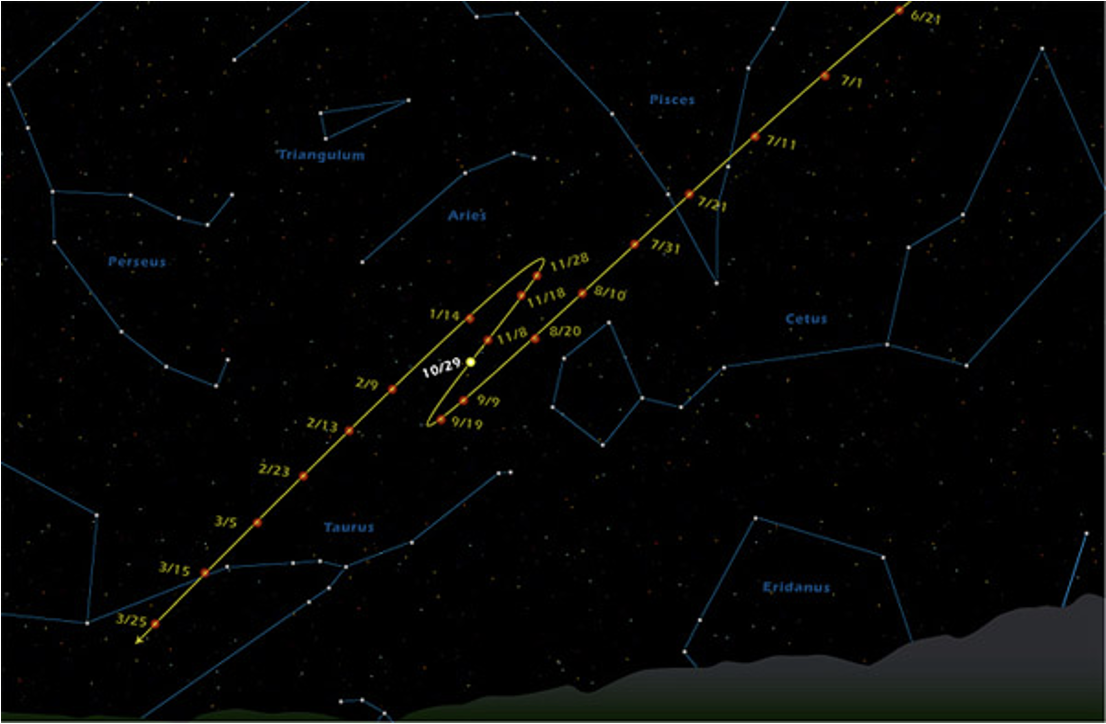 6/21
7/1
Pisces
7/11
Triangulum
7/21
Aries
7/31
Perseus
11/28
8/10
11/18
1/14
Cetus
11/8
8/20
10/29
2/9
9/9
9/19
2/13
2/23
3/5
Taurus
3/15
Eridanus
3/25